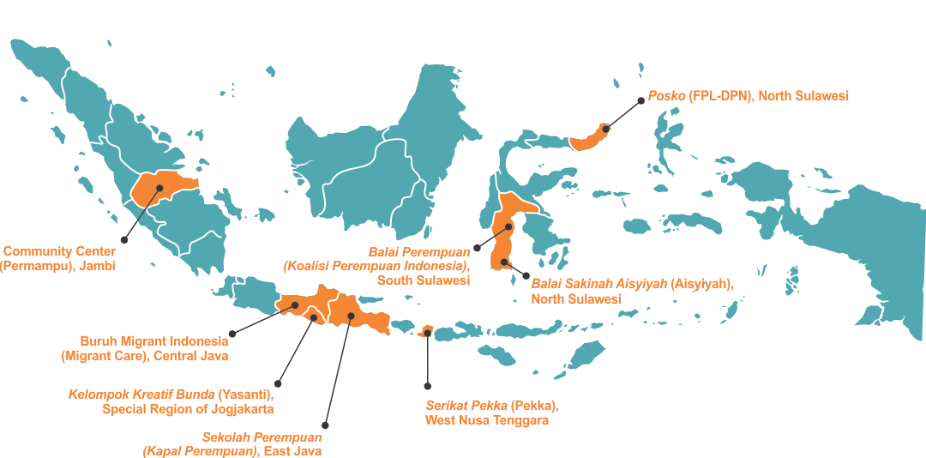 Posko (FPL-DPN), North Sulawesi
Community Center
(Permampu), Jambi
Balai Perempuan
(Koalisi Perempuan Indonesia),
South Sulawesi
Balai Sakinah Aisyiyah (Aisyiyah),
North Sulawesi
Buruh Migrant Indonesia
(Migrant Care), Central Java
Kelompok Kreatif Bunda (Yasanti),
Special Region of Jogjakarta
Serikat Pekka (Pekka),
West Nusa Tenggara
Sekolah Perempuan
(Kapal Perempuan), East Java